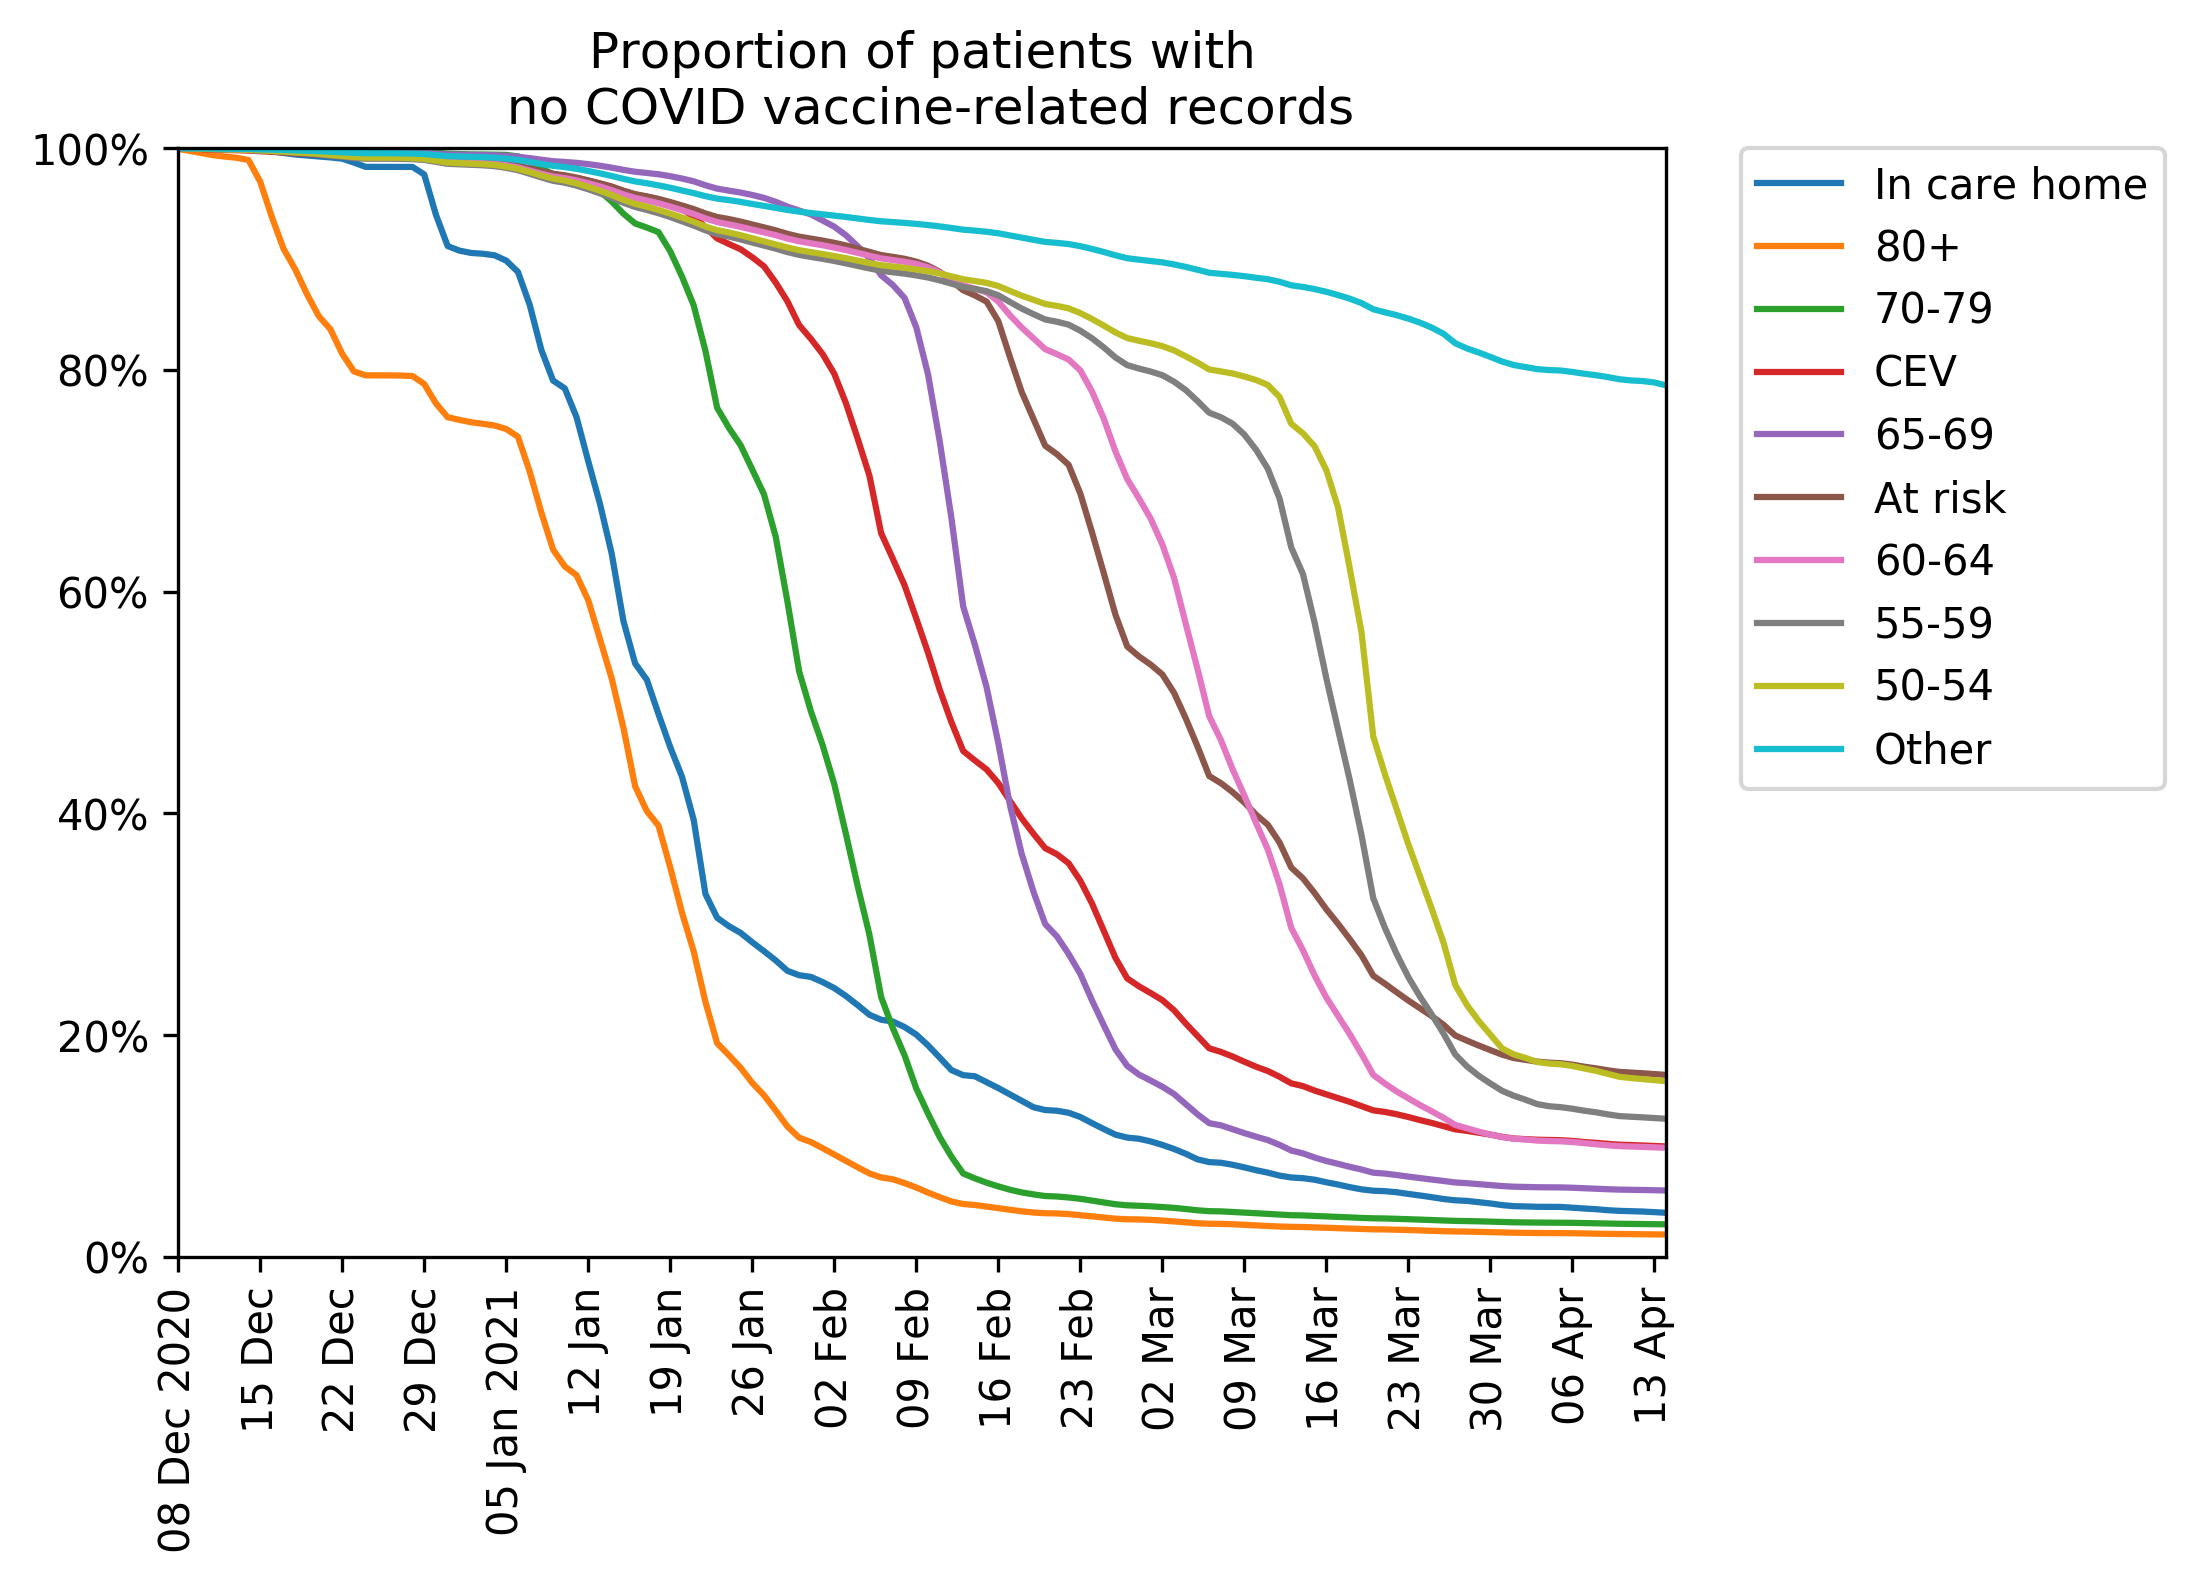 Proportion of patients with
no COVID vaccine-related records
100%
80%
60%
40%
20%
0%
08 Dec 2020
15 Dec
22 Dec
29 Dec
05 Jan 2021
12 Jan
19 Jan
26 Jan
02 Feb
09 Feb
16 Feb
23 Feb
02 Mar
09 Mar
16 Mar
23 Mar
30 Mar
06 Apr
13 Apr
In care home
80+
70-79
CEV
65-69
At risk
60-64
55-59
50-54
Other